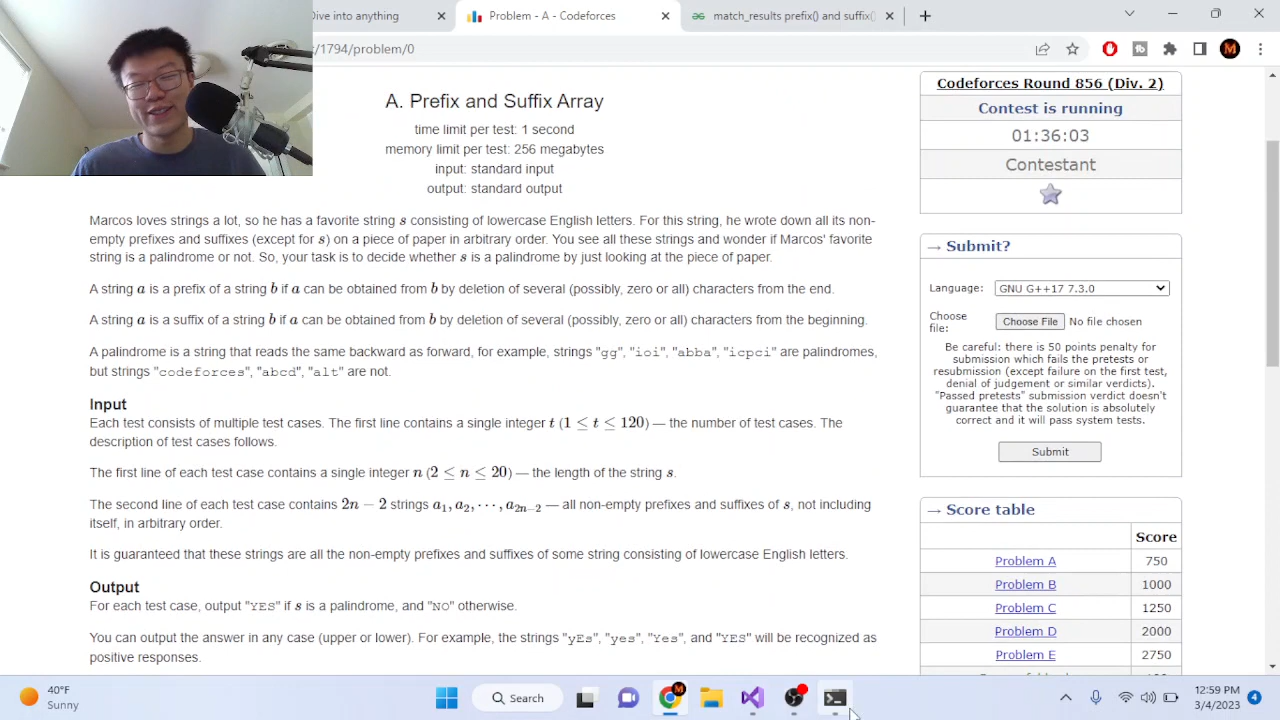 Dive into anything
Problem - A - Codeforces
match_results prefix() and suffix()
/1794/problem/0
A. Prefix and Suffix Array
time limit per test: 1 second
memory limit per test: 256 megabytes
input: standard input
output: standard output
Marcos loves strings a lot, so he has a favorite string s consisting of lowercase English letters. For this string, he wrote down all its non-
empty prefixes and suffixes (except for s) on a piece of paper in arbitrary order. You see all these strings and wonder if Marcos' favorite
string is a palindrome or not. So, your task is to decide whether s is a palindrome by just looking at the piece of paper.
A string a is a prefix of a string b if a can be obtained from b by deletion of several (possibly, zero or all) characters from the end.
A string a is a suffix of a string b if a can be obtained from b by deletion of several (possibly, zero or all) characters from the beginning.
A palindrome is a string that reads the same backward as forward, for example, strings "gg", "ioi", "abba", "icpci" are palindromes,
but strings "codeforces", "abcd", "alt" are not.
Input
Each test consists of multiple test cases. The first line contains a single integer t (1 ≤ t ≤ 120) — the number of test cases. The
description of test cases follows.
The first line of each test case contains a single integer n (2 ≤ n ≤ 20) — the length of the string s.
The second line of each test case contains 2n − 2 strings a1, a2, ⋯, a2n−2 — all non-empty prefixes and suffixes of s, not including
itself, in arbitrary order.
It is guaranteed that these strings are all the non-empty prefixes and suffixes of some string consisting of lowercase English letters.
Output
For each test case, output "YES" if s is a palindrome, and "NO" otherwise.
You can output the answer in any case (upper or lower). For example, the strings "yEs", "yes", "Yes", and "YES" will be recognized as
positive responses.
Codeforces Round 856 (Div. 2)
Contest is running
01:36:03
Contestant
→ Submit?
Language: GNU G++17 7.3.0
Choose
file: Choose File No file chosen
Be careful: there is 50 points penalty for
submission which fails the pretests or
resubmission (except failure on the first test,
denial of judgement or similar verdicts).
"Passed pretests" submission verdict doesn't
guarantee that the solution is absolutely
correct and it will pass system tests.
Submit
→ Score table
Score
Problem A 750
Problem B 1000
Problem C 1250
Problem D 2000
Problem E 2750
40°F
Sunny
Search
12:59 PM
3/4/2023
4